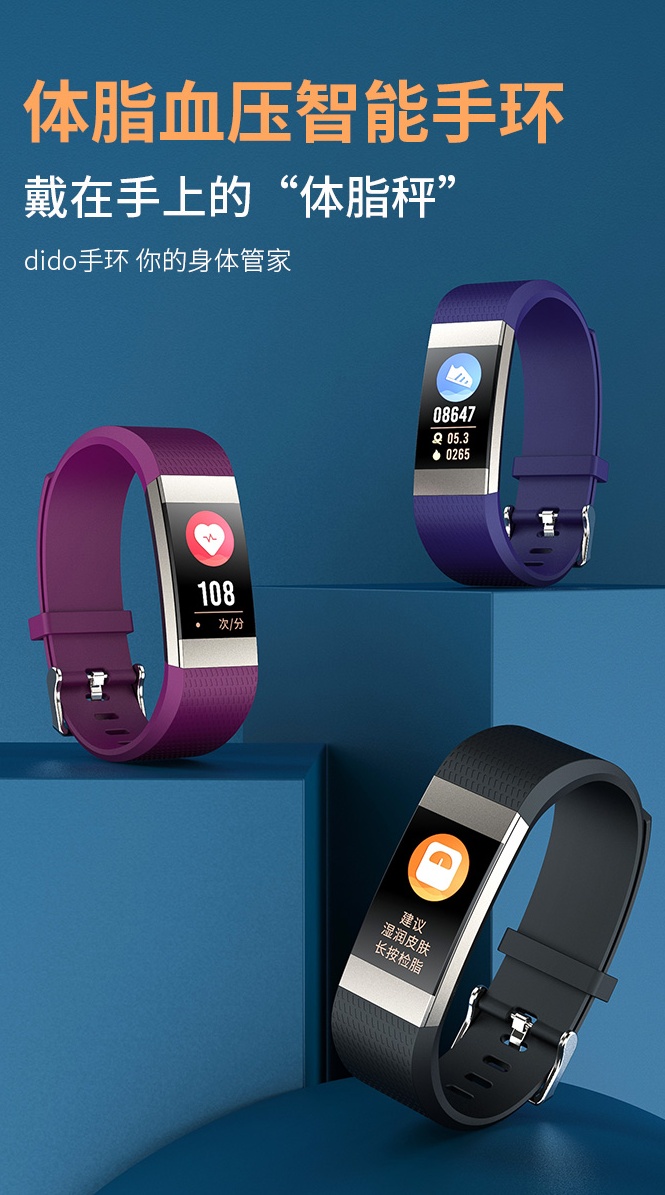 体脂血压智能手环
戴在手上的“体脂秤”
dido手环 你的身体管家
08647
05.3
0265
108
次/分
建议
湿润皮肤
长按检脂